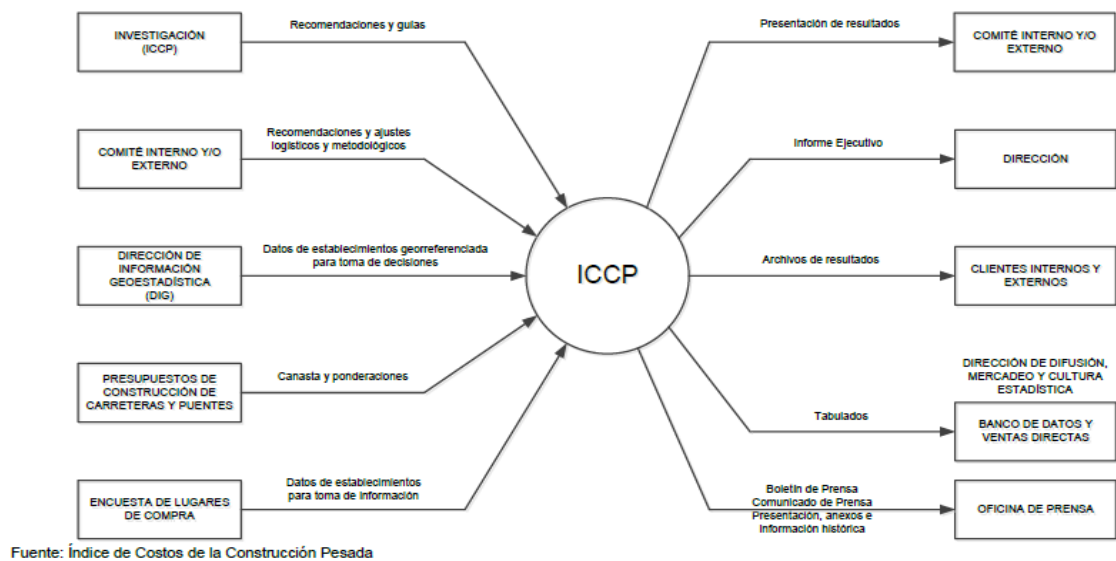 INVESTIGACIÓN
(ICCP)
Recomendaciones y guías
Presentación de resultados
COMITÉ INTERNO Y/O
EXTERNO
COMITÉ INTERNO Y/O
EXTERNO
Recomendaciones y ajustes
logísticos y metodológicos
Informe Ejecutivo
DIRECCIÓN
DIRECCIÓN DE
INFORMACIÓN
GEOESTADÍSTICA
(DIG)
Datos de establecimientos georreferenciada
para toma de decisiones
ICCP
Archivos de resultados
CLIENTES INTERNOS Y
EXTERNOS
PRESUPUESTOS DE
CONSTRUCCIÓN DE
CARRETERAS Y PUENTES
Canasta y ponderaciones
DIRECCIÓN DE DIFUSIÓN,
MERCADEO Y CULTURA
ESTADÍSTICA
Tabulados
BANCO DE DATOS Y
VENTAS DIRECTAS
ENCUESTA DE LUGARES
DE COMPRA
Datos de establecimientos
para toma de información
Boletín de Prensa
Comunicado de Prensa
Presentación, anexos e
información histórica
OFICINA DE PRENSA
Fuente: Índice de Costos de la Construcción Pesada